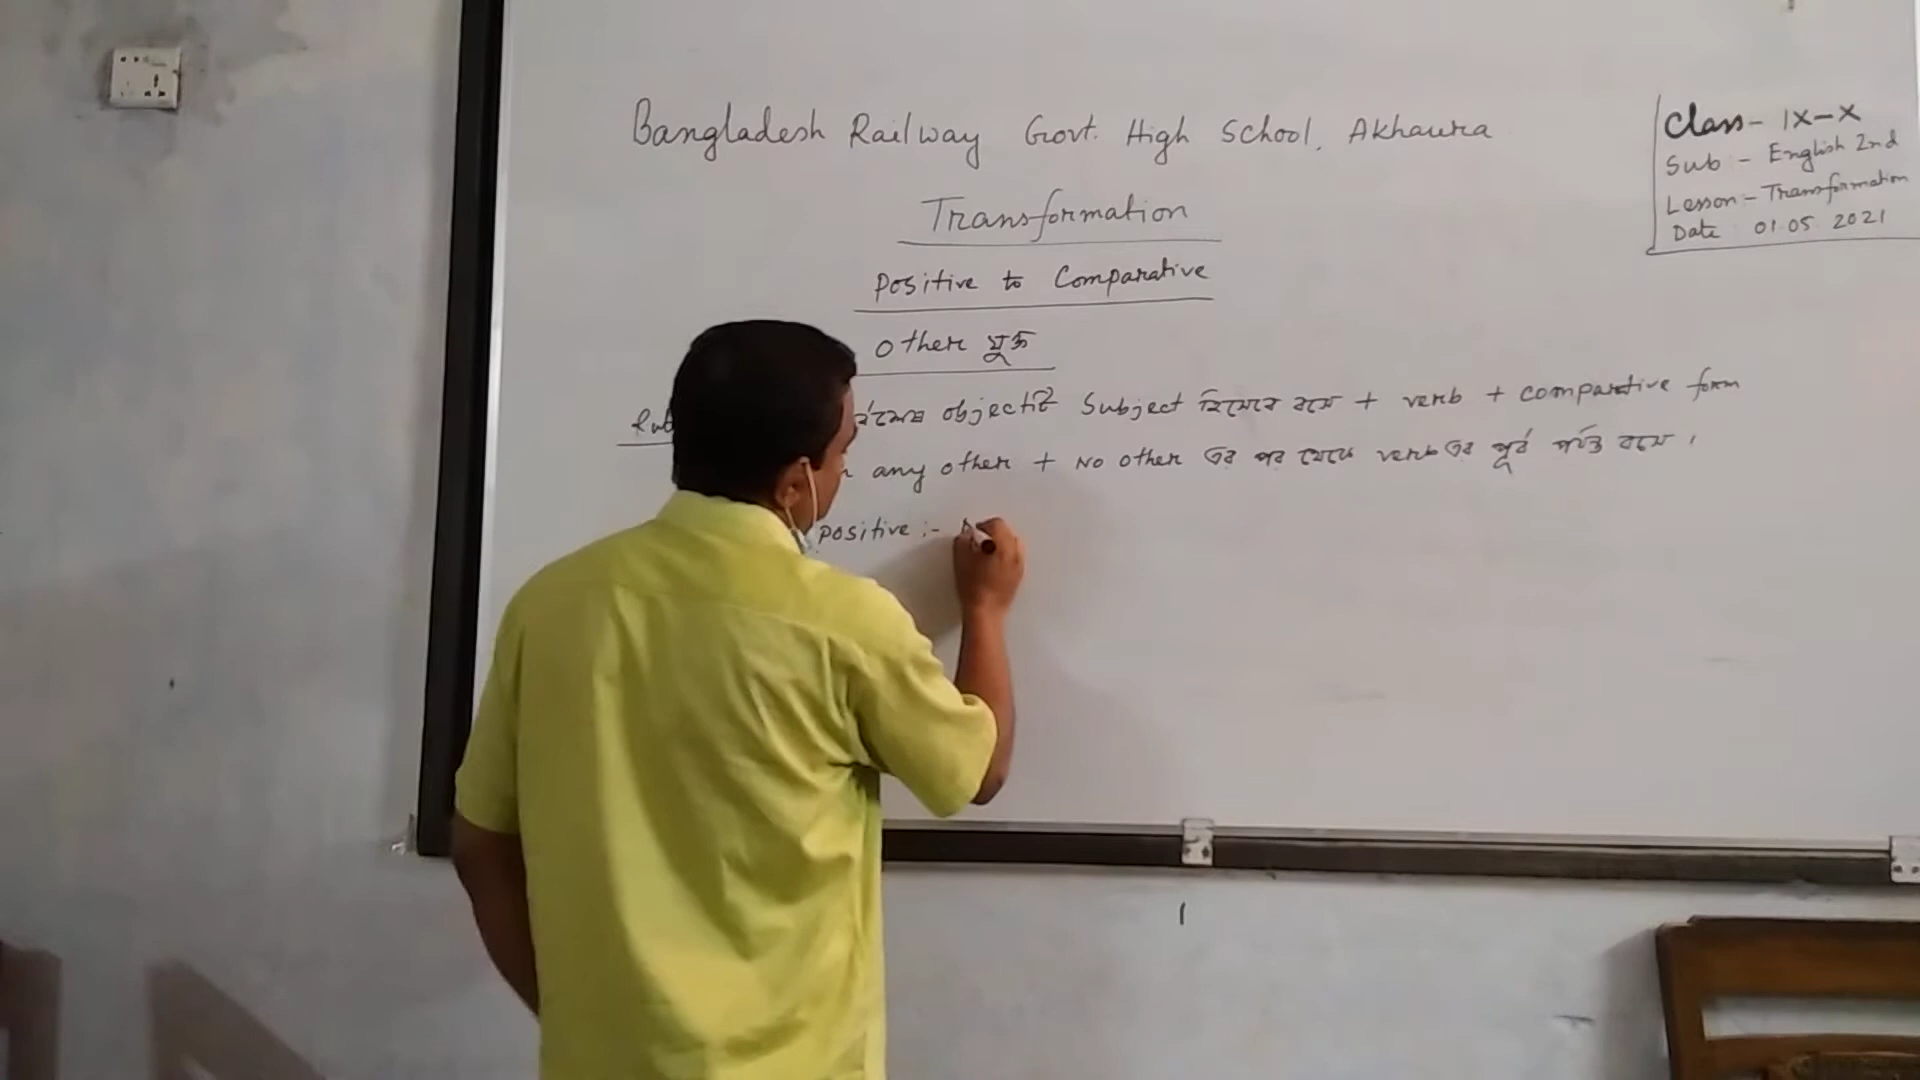 Bangladesh Railway Govt. High School, Akhaura
Class - IX-X
Sub - English 2nd
Lesson - Transformation
Date 01.05 2021
Transformation
Positive to Comparative
Other যুক্ত
objectটি Subject হিসেবে বসে + verb + comparative form
any other + No other এর পর থেকে verb এর পূর্ব পর্যন্ত বসে ।
positive :-